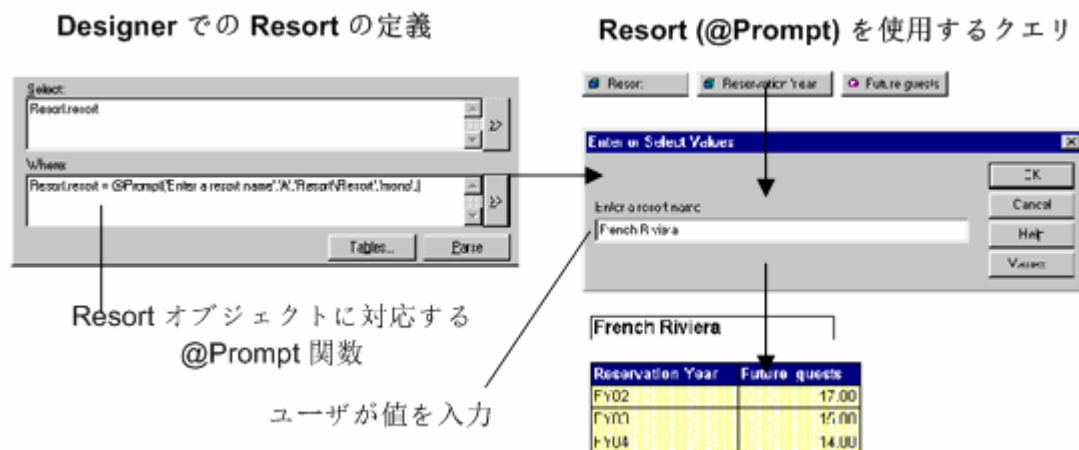 Designer での Resort の定義
Select:
Resort.resort
>>
Where:
Resort.resort = @Prompt('Enter a resort name','A','Resort\Resort','mono',)
>>
Tables...
Parse
Resort オブジェクトに対応する
@Prompt 関数
ユーザが値を入力
Resort (@Prompt) を使用するクエリ
Resort
Reservation Year
Future guests
Enter or Select Values
Enter a resort name
French Riviera
OK
Cancel
Help
Values
French Riviera
Reservation Year Future guests
FY02 17.00
FY03 15.00
FY04 14.00